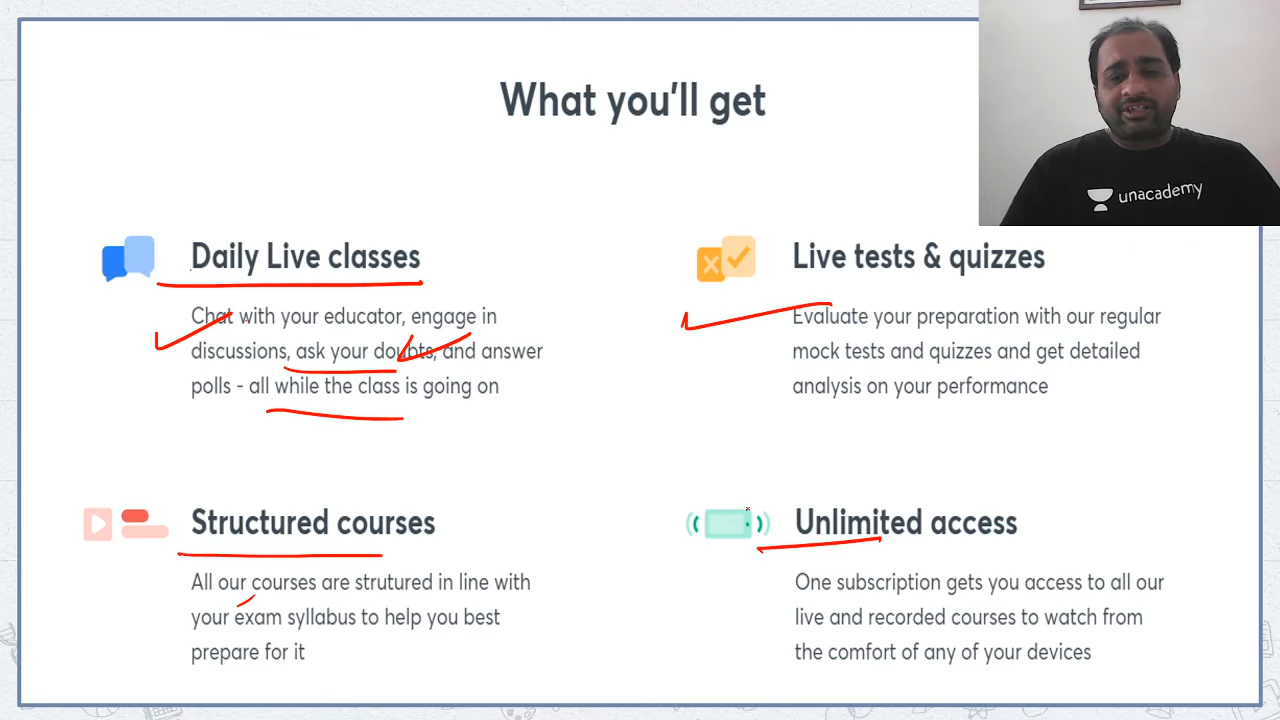 What you'll get
unacademy
Daily Live classes
Chat with your educator, engage in
discussions, ask your doubts, and answer
polls - all while the class is going on
Live tests & quizzes
Evaluate your preparation with our regular
mock tests and quizzes and get detailed
analysis on your performance
Structured courses
All our courses are strutured in line with
your exam syllabus to help you best
prepare for it
Unlimited access
One subscription gets you access to all our
live and recorded courses to watch from
the comfort of any of your devices